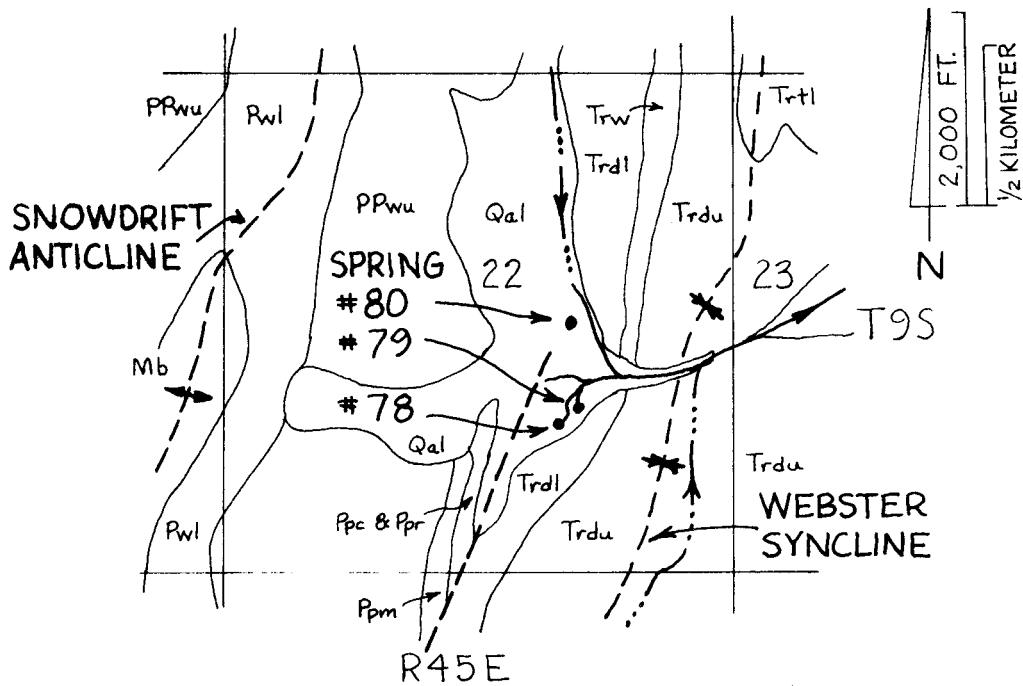 PPwu
Pwl
Trw
Trtl
2,000 FT.
1/2 KILOMETER
Trdl
SNOWDRIFT
ANTICLINE
PPwu
Qal
Trdu
N
SPRING
22
23
#80
T9S
#79
Mb
#78
Qal
Trdl
Trdu
Pwl
Ppc & Ppr
Trdu
WEBSTER
SYNCLINE
Ppm
R45E